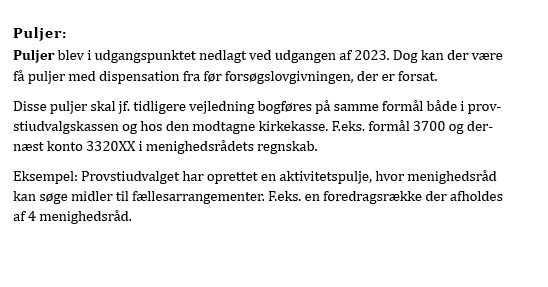 Puljer:
Puljer blev i udgangspunktet nedlagt ved udgangen af 2023. Dog kan der være
få puljer med dispensation fra før forsøgslovgivningen, der er forsat.
Disse puljer skal jf. tidligere vejledning bogføres på samme formål både i prov-
stiudvalgskassen og hos den modtagne kirkekasse. F.eks. formål 3700 og der-
næst konto 3320XX i menighedsrådets regnskab.
Eksempel: Provstiudvalget har oprettet en aktivitetspulje, hvor menighedsråd
kan søge midler til fællesarrangementer. F.eks. en foredragsrække der afholdes
af 4 menighedsråd.